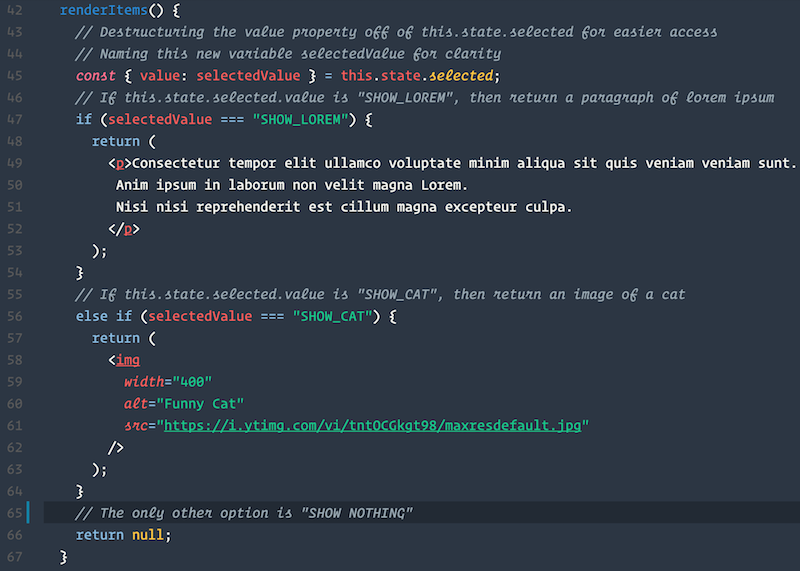 42 renderItems() {
43 // Destructuring the value property off of this.state.selected for easier access
44 // Naming this new variable selectedValue for clarity
45 const { value: selectedValue } = this.state.selected;
46 // If this.state.selected.value is "SHOW_LOREM", then return a paragraph of lorem ipsum
47 if (selectedValue === "SHOW_LOREM") {
48 return (
49 <p>Consectetur tempor elit ullamco voluptate minim aliqua sit quis veniam veniam sunt.
50 Anim ipsum in laborum non velit magna Lorem.
51 Nisi nisi reprehenderit est cillum magna excepteur culpa.
52 </p>
53 );
54 }
55 // If this.state.selected.value is "SHOW_CAT", then return an image of a cat
56 else if (selectedValue === "SHOW_CAT") {
57 return (
58 <img
59 width="400"
60 alt="Funny Cat"
61 src="https://i.ytimg.com/vi/tntOCGkgt98/maxresdefault.jpg"
62 />
63 );
64 }
65 // The only other option is "SHOW NOTHING"
66 return null;
67 }